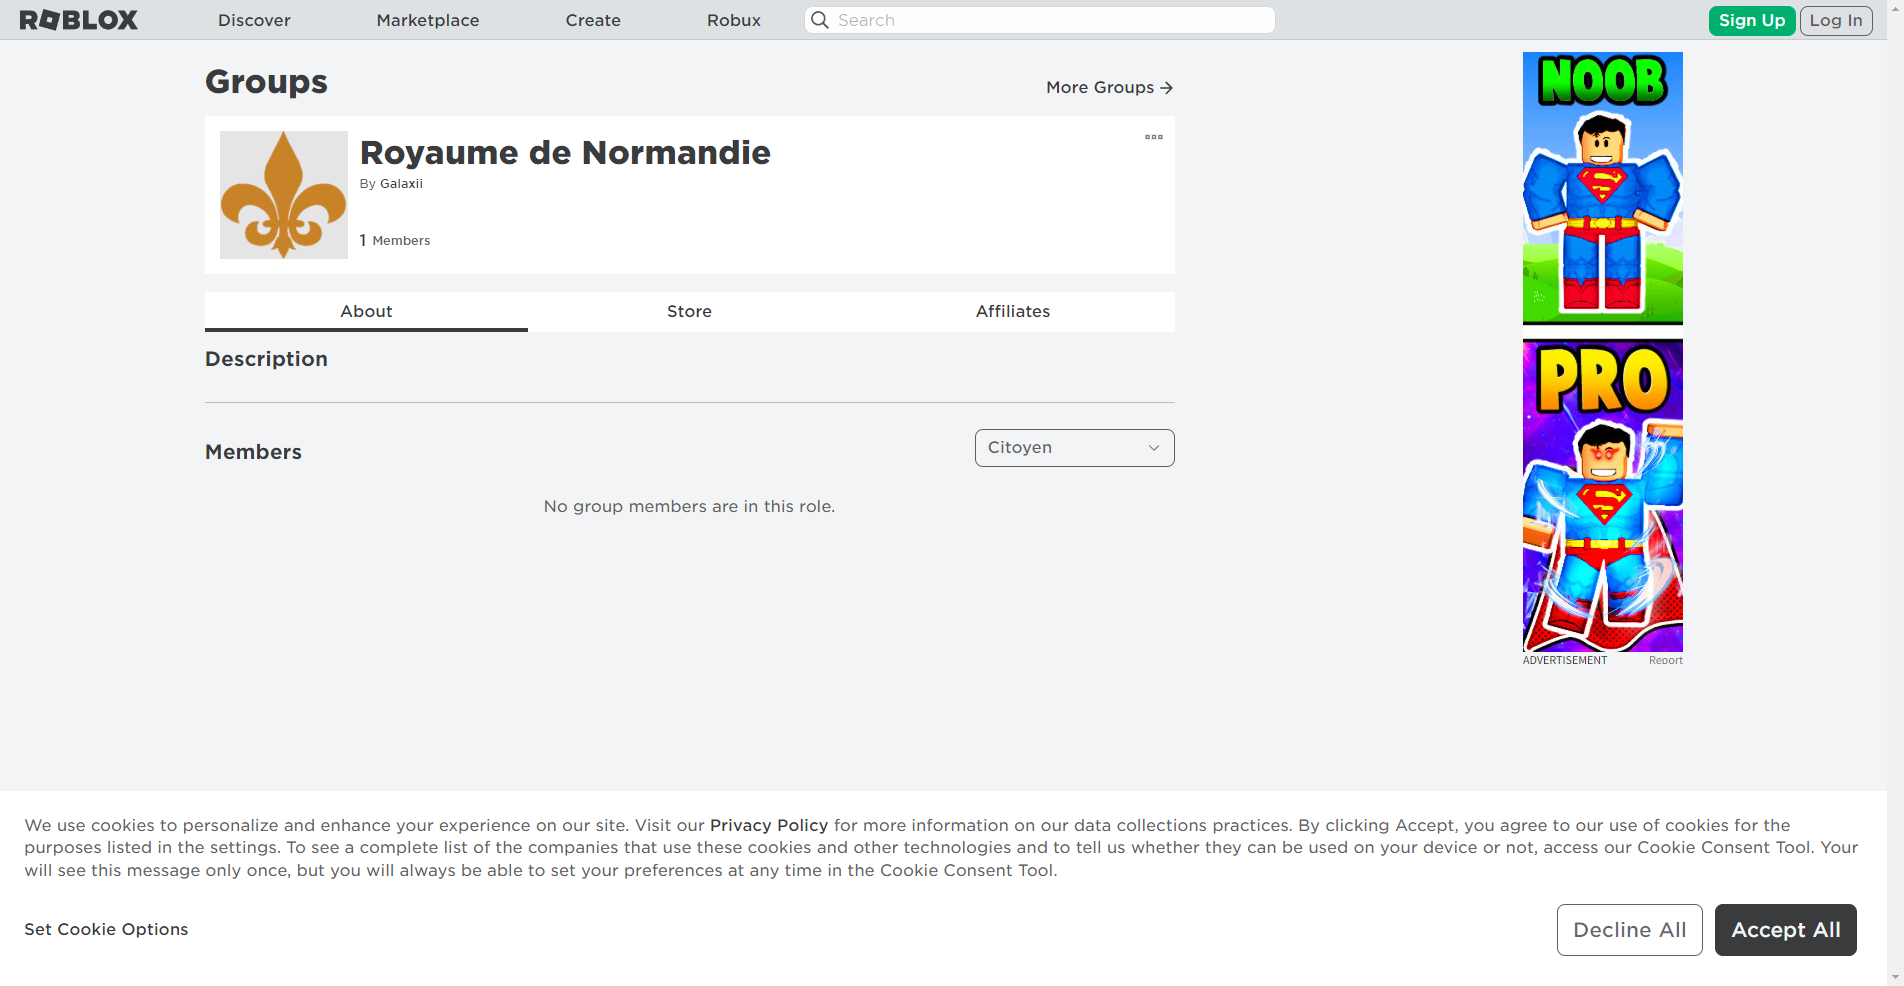 ROBLOX
Discover
Marketplace
Create
Robux
Search
Sign Up
Log In
Groups
More Groups
Royaume de Normandie
By Galaxii
1 Members
About
Store
Affiliates
Description
Members
Citoyen
No group members are in this role.
NOOB
PRO
ADVERTISEMENT
Report
We use cookies to personalize and enhance your experience on our site. Visit our Privacy Policy for more information on our data collections practices. By clicking Accept, you agree to our use of cookies for the
purposes listed in the settings. To see a complete list of the companies that use these cookies and other technologies and to tell us whether they can be used on your device or not, access our Cookie Consent Tool. Your
will see this message only once, but you will always be able to set your preferences at any time in the Cookie Consent Tool.
Set Cookie Options
Decline All
Accept All